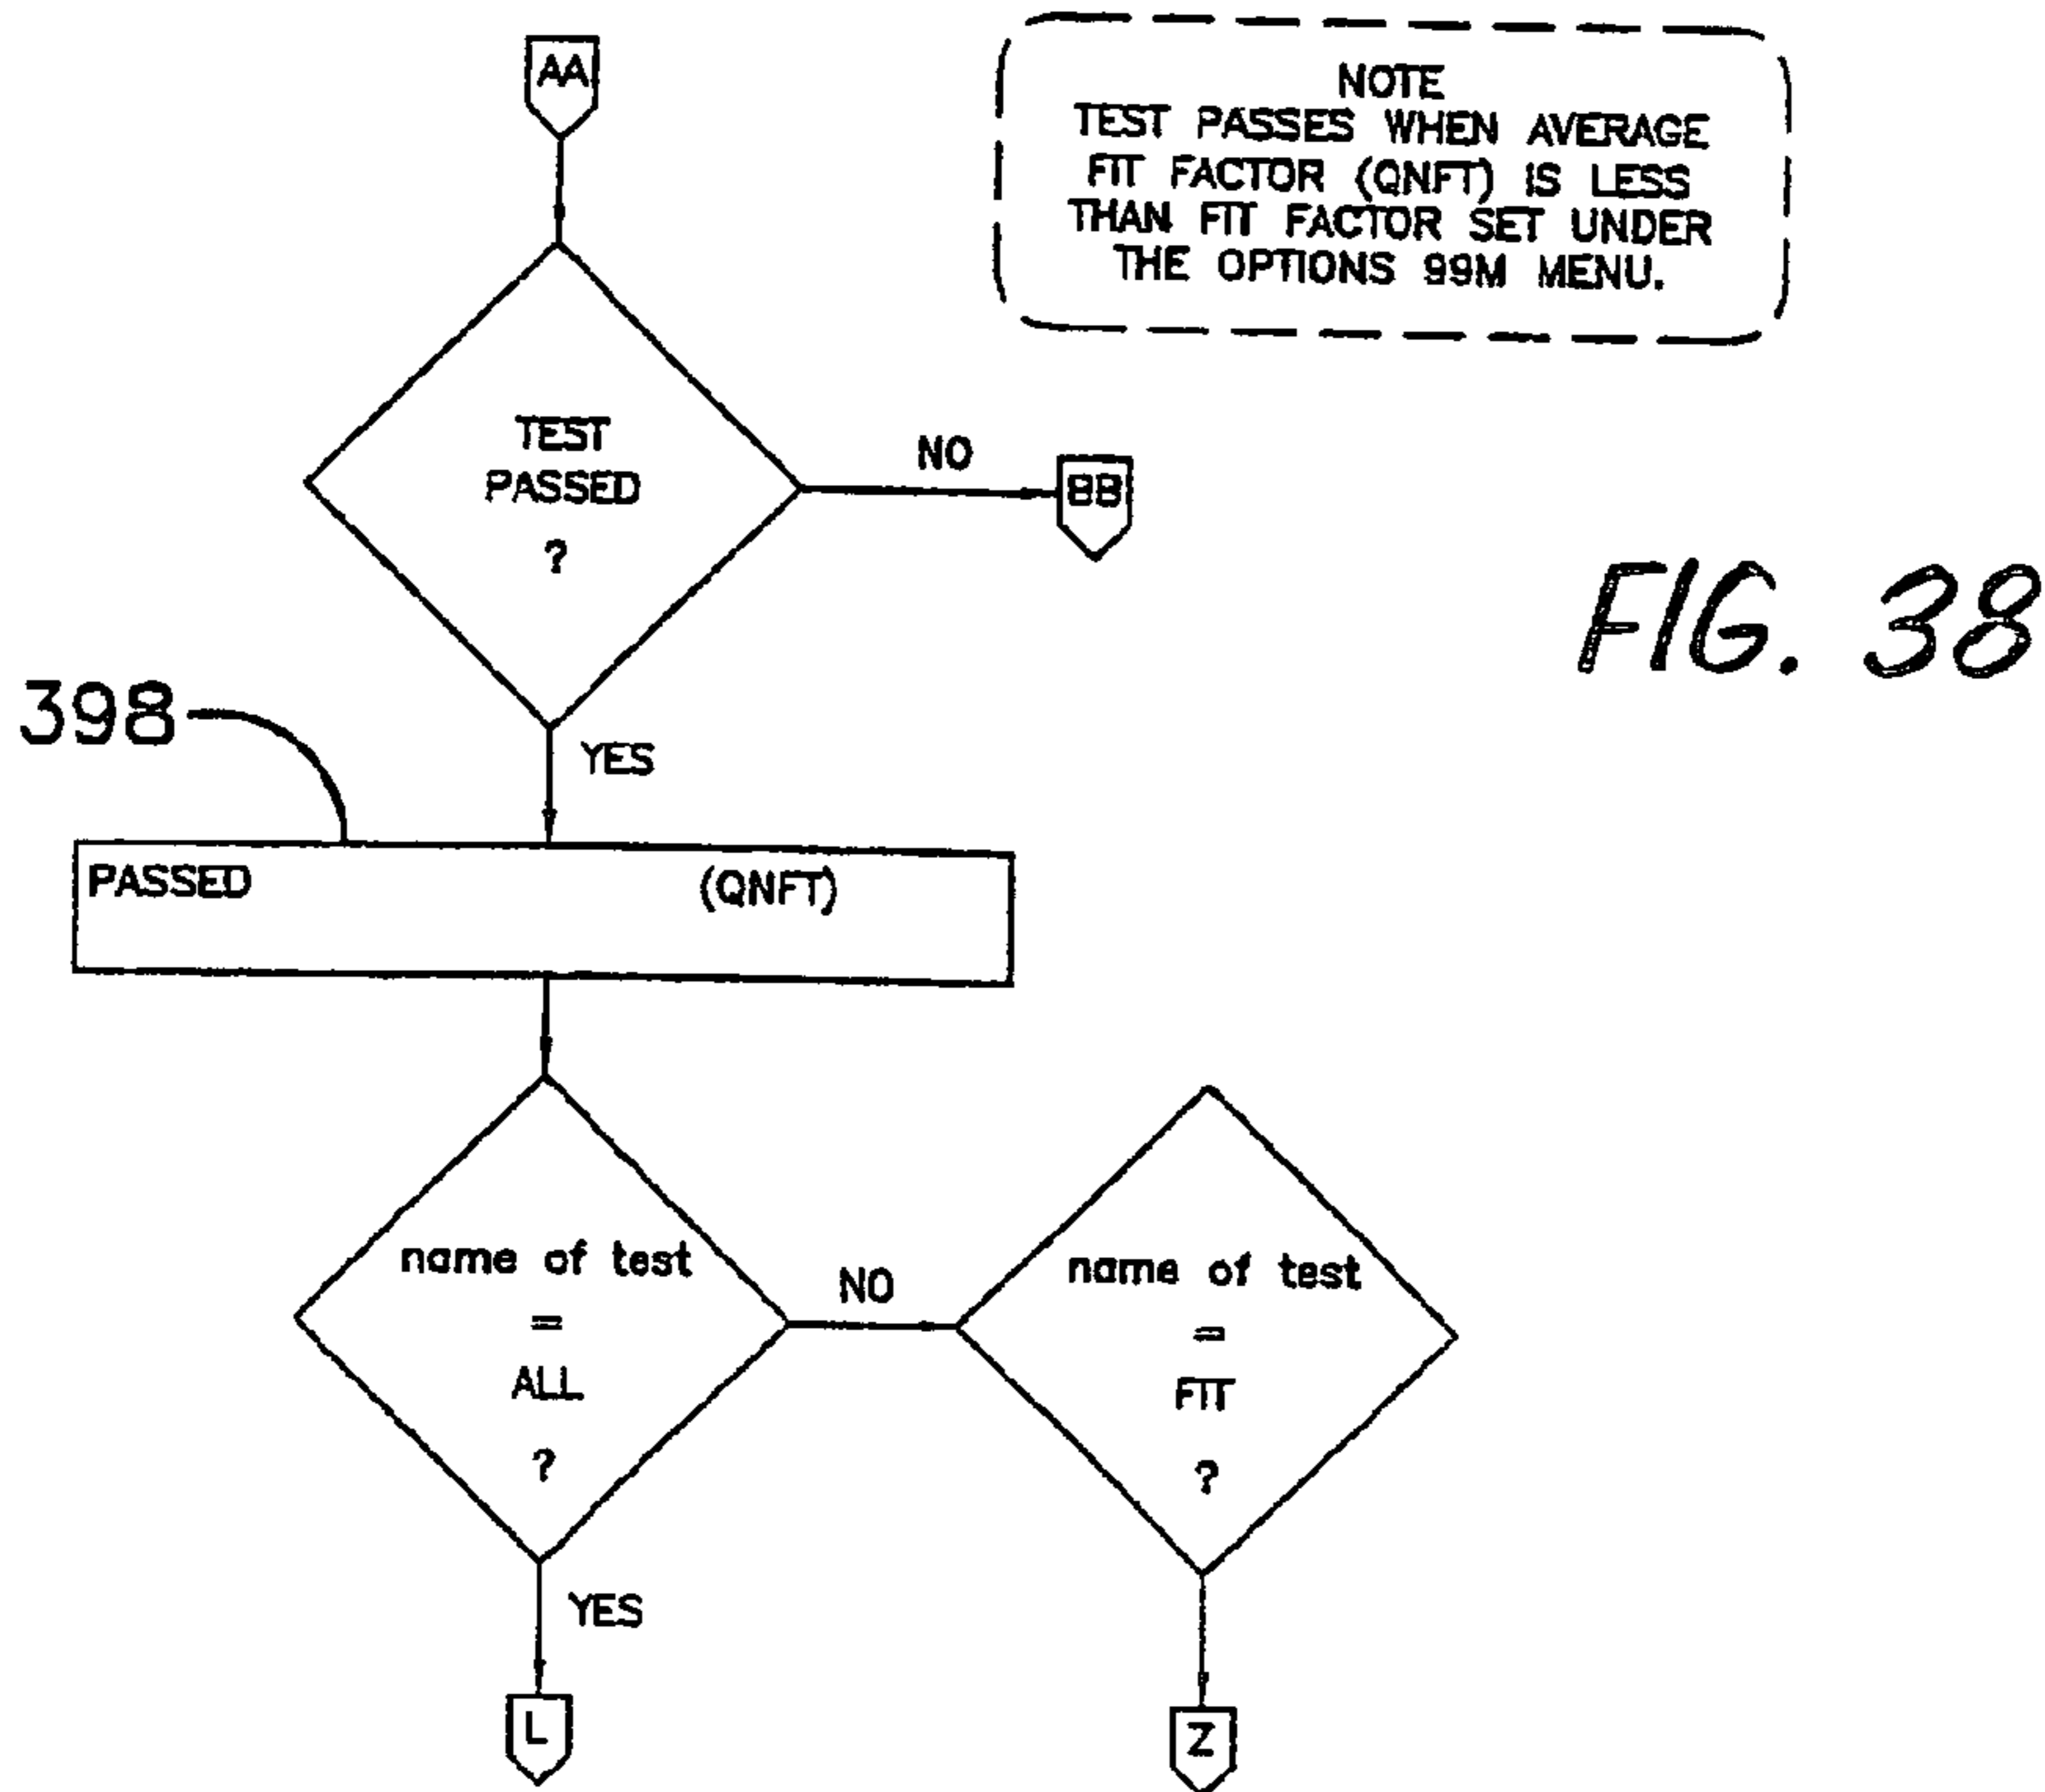 AA
NOTE
TEST PASSES WHEN AVERAGE
FIT FACTOR (QNFT) IS LESS
THAN FIT FACTOR SET UNDER
THE OPTIONS 99M MENU.
TEST
PASSED
?
NO
BB
FIG. 38
398
YES
PASSED (QNFT)
name of test
=
ALL
?
NO
name of test
=
FIT
?
YES
L
Z